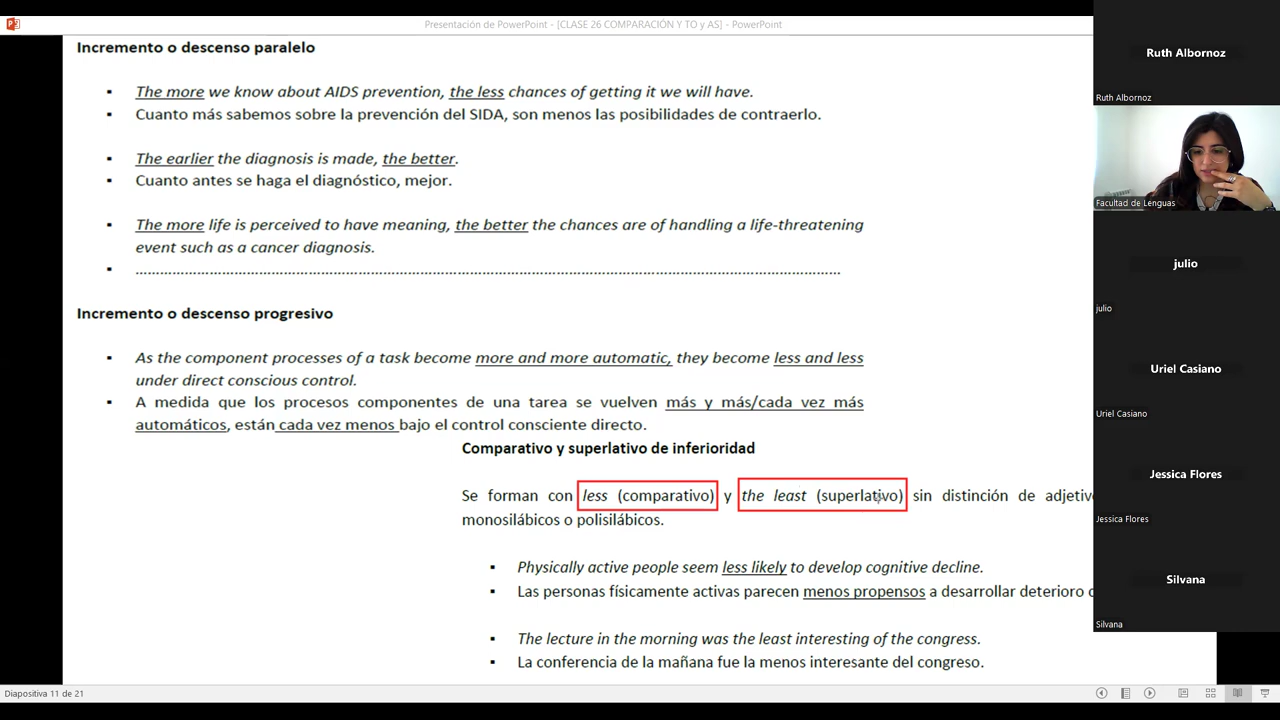 Presentación de PowerPoint - [CLASE 26 COMPARACIÓN Y TO y AS] - PowerPoint
Incremento o descenso paralelo
▪ The more we know about AIDS prevention, the less chances of getting it we will have.
▪ Cuanto más sabemos sobre la prevención del SIDA, son menos las posibilidades de contraerlo.
▪ The earlier the diagnosis is made, the better.
▪ Cuanto antes se haga el diagnóstico, mejor.
▪ The more life is perceived to have meaning, the better the chances are of handling a life-threatening
event such as a cancer diagnosis.
▪ ……………………………………………………………………………………………………………………
Incremento o descenso progresivo
▪ As the component processes of a task become more and more automatic, they become less and less
under direct conscious control.
▪ A medida que los procesos componentes de una tarea se vuelven más y más/cada vez más
automáticos, están cada vez menos bajo el control consciente directo.
Comparativo y superlativo de inferioridad
Se forman con less (comparativo) y the least (superlativo) sin distinción de
monosilábicos o polisilábicos.
▪ Physically active people seem less likely to develop cognitive decline.
▪ Las personas físicamente activas parecen menos propensos a desarrollar deterioro
▪ The lecture in the morning was the least interesting of the congress.
▪ La conferencia de la mañana fue la menos interesante del congreso.
Diapositiva 11 de 21
Ruth Albornoz
Ruth Albornoz
Facultad de Lenguas
julio
julio
Uriel Casiano
Uriel Casiano
Jessica Flores
Jessica Flores
Silvana
Silvana